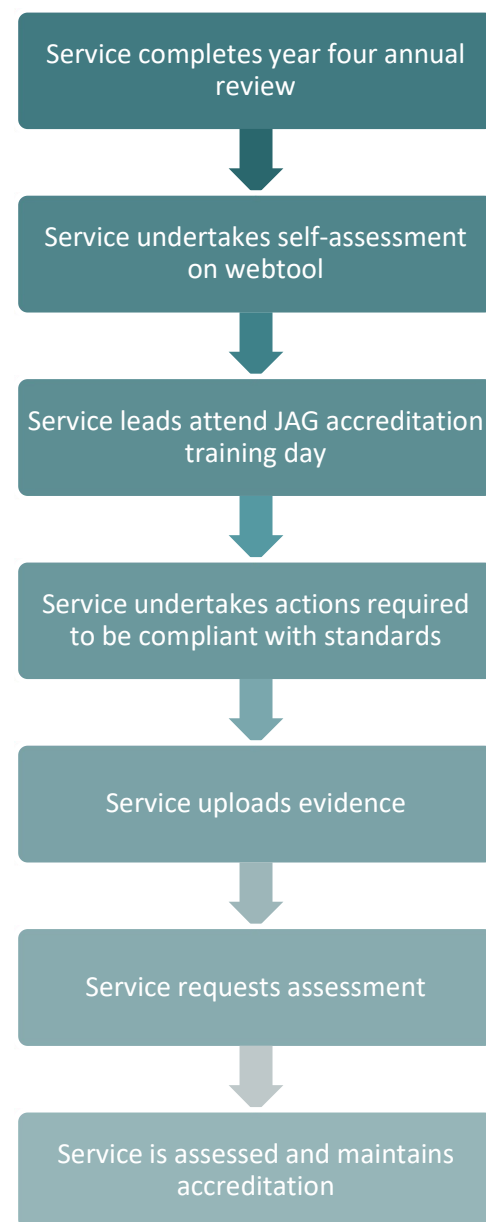 Service completes year four annual
review
Service undertakes self-assessment
on webtool
Service leads attend JAG accreditation
training day
Service undertakes actions required
to be compliant with standards
Service uploads evidence
Service requests assessment
Service is assessed and maintains
accreditation